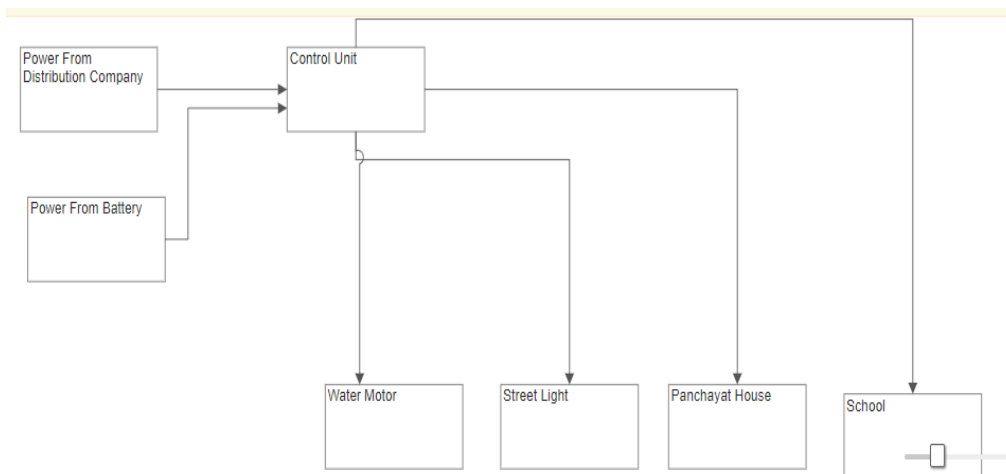 Power From
Distribution Company
Control Unit
Power From Battery
Water Motor
Street Light
Panchayat House
School